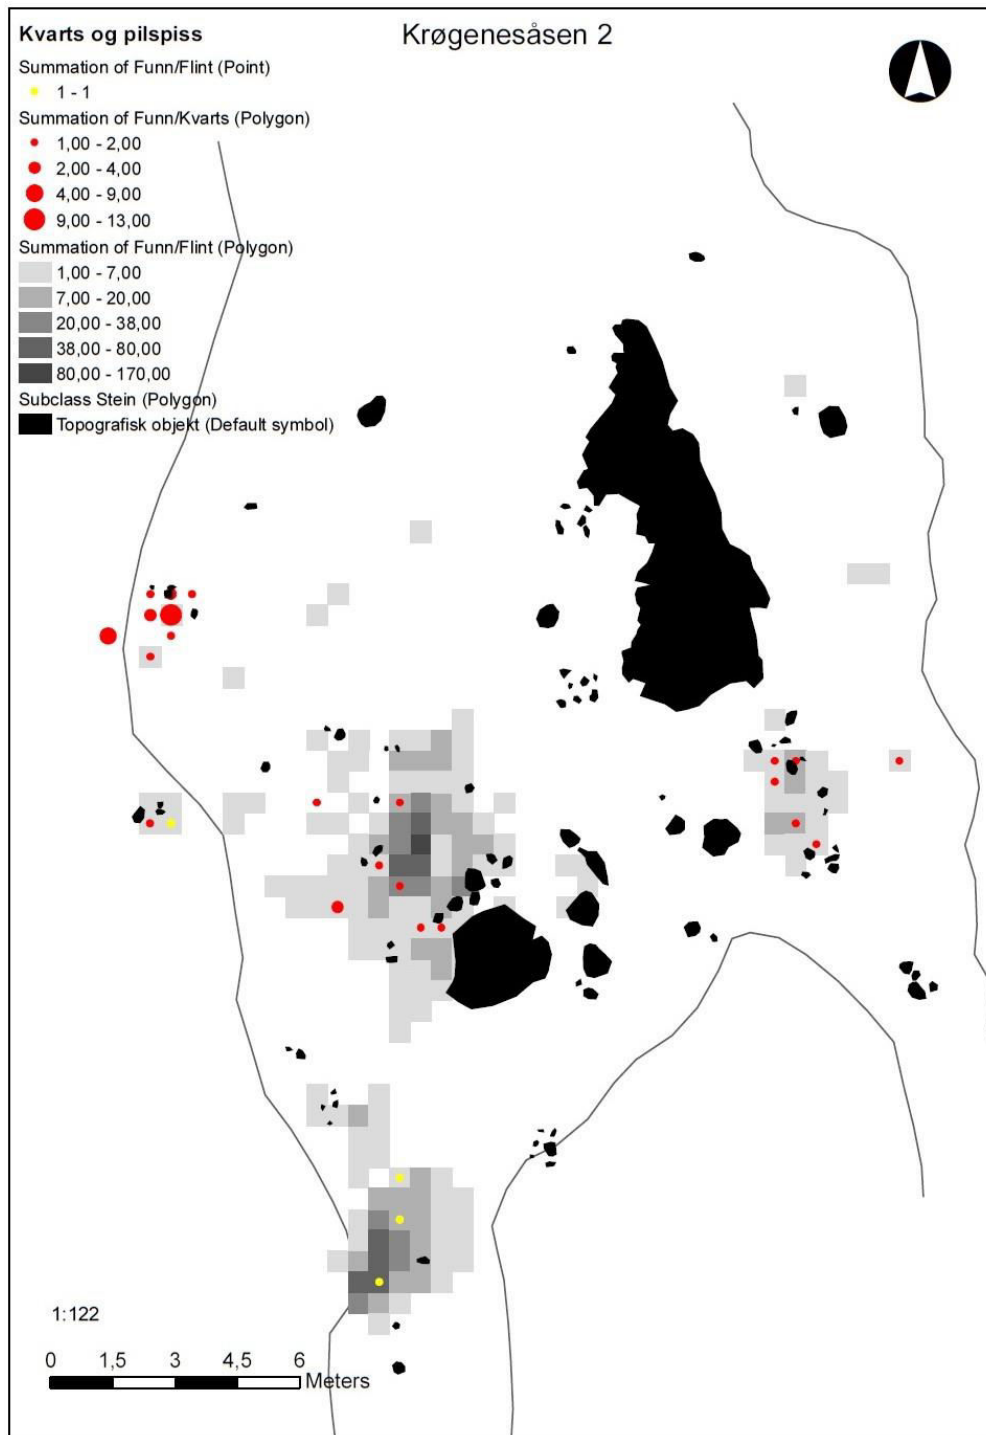 Kvarts og pilspiss
Krøgenesåsen 2
Summation of Funn/Flint (Point)
1 - 1
Summation of Funn/Kvarts (Polygon)
1,00 - 2,00
2,00 - 4,00
4,00 - 9,00
9,00 - 13,00
Summation of Funn/Flint (Polygon)
1,00 - 7,00
7,00 - 20,00
20,00 - 38,00
38,00 - 80,00
80,00 - 170,00
Subclass Stein (Polygon)
Topografisk objekt (Default symbol)
1:122
0 1,5 3 4,5 6
Meters